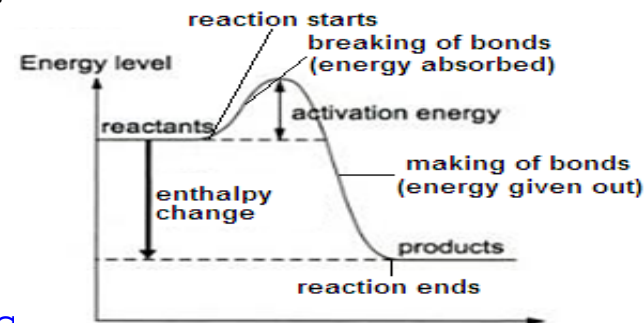 reaction starts
breaking of bonds
(energy absorbed)
Energy level
activation energy
reactants
making of bonds
(energy given out)
enthalpy
change
products
reaction ends